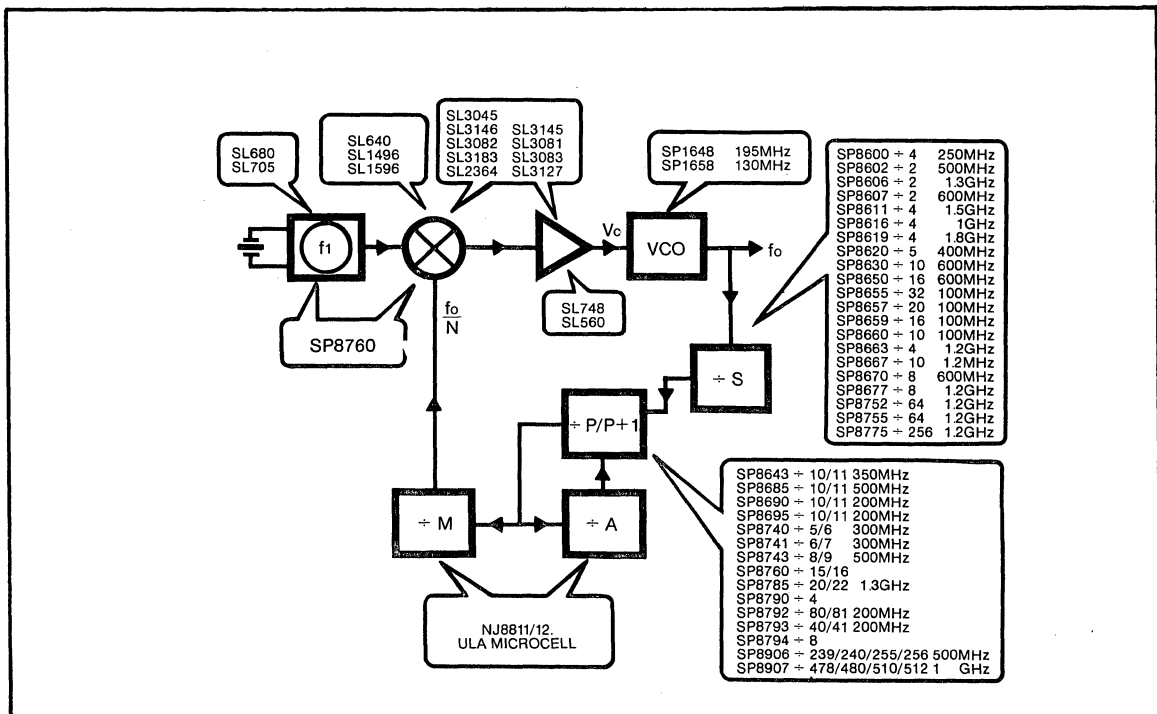 SL680
SL705
SL640
SL1496
SL1596
SL3045
SL3146 SL3145
SL3082 SL3081
SL3183 SL3083
SL2364 SL3127
SP1648 195MHz
SP1658 130MHz
f1
Vc
VCO
fo
SL748
SL560
SP8760
fo
N
÷ S
÷ P/P+1
÷ M
÷ A
NJ8811/12.
ULA MICROCELL
SP8600 ÷ 4 250MHz
SP8602 ÷ 2 500MHz
SP8606 ÷ 2 1.3GHz
SP8607 ÷ 2 600MHz
SP8611 ÷ 4 1.5GHz
SP8616 ÷ 4 1GHz
SP8619 ÷ 4 1.8GHz
SP8620 ÷ 5 400MHz
SP8630 ÷ 10 600MHz
SP8650 ÷ 16 600MHz
SP8655 ÷ 32 100MHz
SP8657 ÷ 20 100MHz
SP8659 ÷ 16 100MHz
SP8660 ÷ 10 100MHz
SP8663 ÷ 4 1.2GHz
SP8667 ÷ 10 1.2MHz
SP8670 ÷ 8 600MHz
SP8677 ÷ 8 1.2GHz
SP8752 ÷ 64 1.2GHz
SP8755 ÷ 64 1.2GHz
SP8775 ÷ 256 1.2GHz
SP8643 ÷ 10/11 350MHz
SP8685 ÷ 10/11 500MHz
SP8690 ÷ 10/11 200MHz
SP8695 ÷ 10/11 200MHz
SP8740 ÷ 5/6 300MHz
SP8741 ÷ 6/7 300MHz
SP8743 ÷ 8/9 500MHz
SP8760 ÷ 15/16
SP8785 ÷ 20/22 1.3GHz
SP8790 ÷ 4
SP8792 ÷ 80/81 200MHz
SP8793 ÷ 40/41 200MHz
SP8794 ÷ 8
SP8906 ÷ 239/240/255/256 500MHz
SP8907 ÷ 478/480/510/512 1 GHz